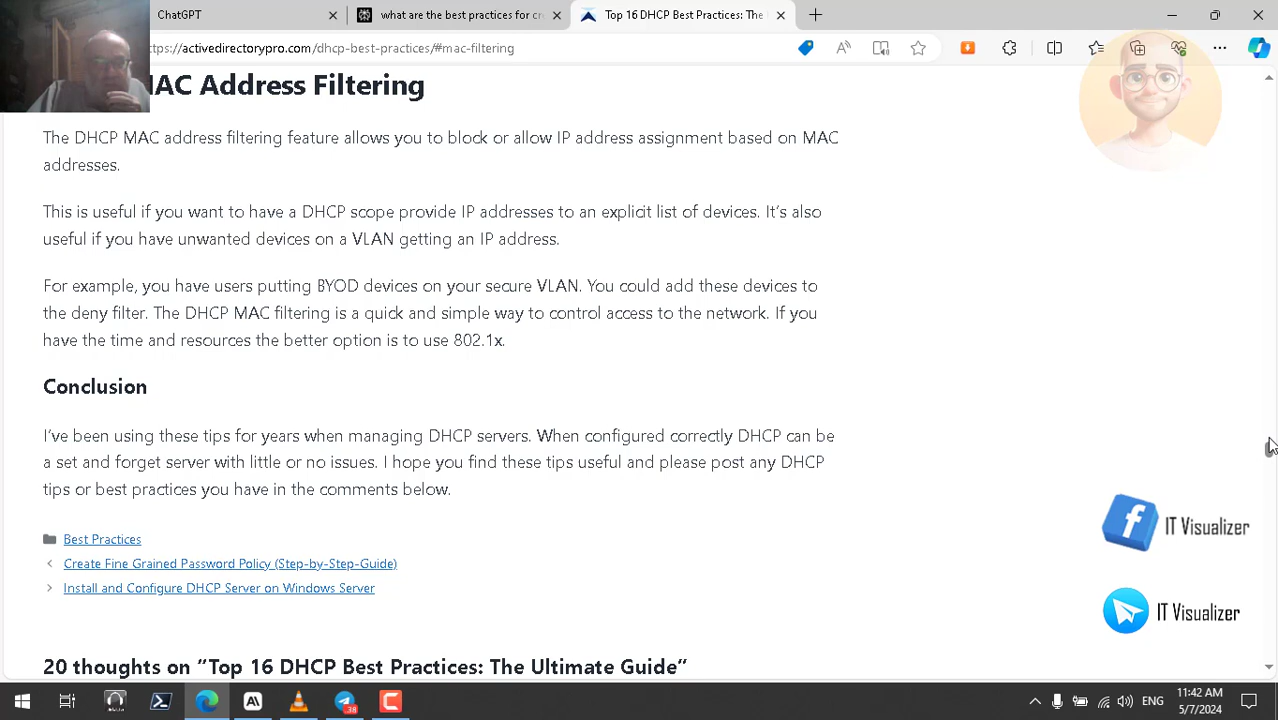 ChatGPT
what are the best practices for cr
Top 16 DHCP Best Practices: The
ttps://activedirectorypro.com/dhcp-best-practices/#mac-filtering
MAC Address Filtering
The DHCP MAC address filtering feature allows you to block or allow IP address assignment based on MAC
addresses.
This is useful if you want to have a DHCP scope provide IP addresses to an explicit list of devices. It's also
useful if you have unwanted devices on a VLAN getting an IP address.
For example, you have users putting BYOD devices on your secure VLAN. You could add these devices to
the deny filter. The DHCP MAC filtering is a quick and simple way to control access to the network. If you
have the time and resources the better option is to use 802.1x.
Conclusion
I've been using these tips for years when managing DHCP servers. When configured correctly DHCP can be
a set and forget server with little or no issues. I hope you find these tips useful and please post any DHCP
tips or best practices you have in the comments below.
Best Practices
Create Fine Grained Password Policy (Step-by-Step-Guide)
Install and Configure DHCP Server on Windows Server
IT Visualizer
IT Visualizer
20 thoughts on “Top 16 DHCP Best Practices: The Ultimate Guide”
38
ENG
11:42 AM
5/7/2024